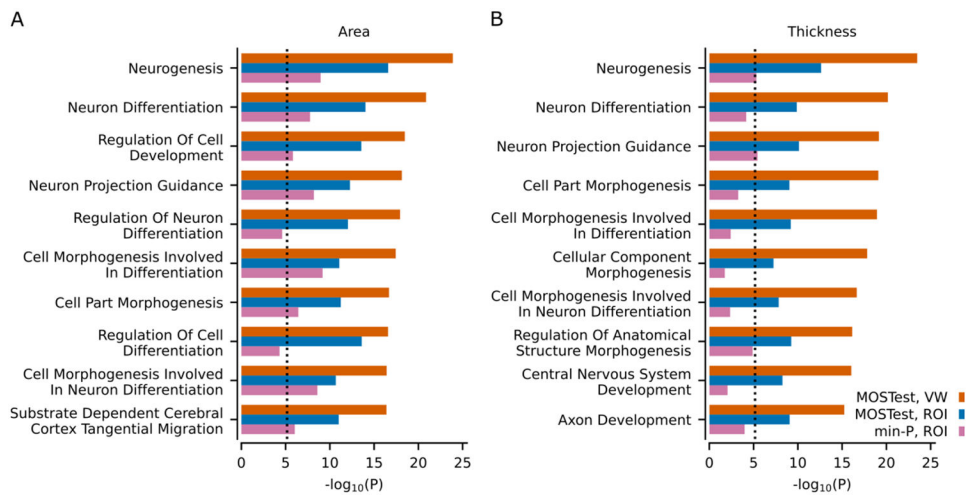 A
Area
Neurogenesis
Neuron Differentiation
Regulation Of Cell
Development
Neuron Projection Guidance
Regulation Of Neuron
Differentiation
Cell Morphogenesis Involved
In Differentiation
Cell Part Morphogenesis
Regulation Of Cell
Differentiation
Cell Morphogenesis Involved
In Neuron Differentiation
Substrate Dependent Cerebral
Cortex Tangential Migration
0 5 10 15 20 25
-log₁₀(P)
B
Thickness
Neurogenesis
Neuron Differentiation
Neuron Projection Guidance
Cell Part Morphogenesis
Cell Morphogenesis Involved
In Differentiation
Cellular Component
Morphogenesis
Cell Morphogenesis Involved
In Neuron Differentiation
Regulation Of Anatomical
Structure Morphogenesis
Central Nervous System
Development
Axon Development
MOSTest, VW
MOSTest, ROI
min-P, ROI
0 5 10 15 20 25
-log₁₀(P)